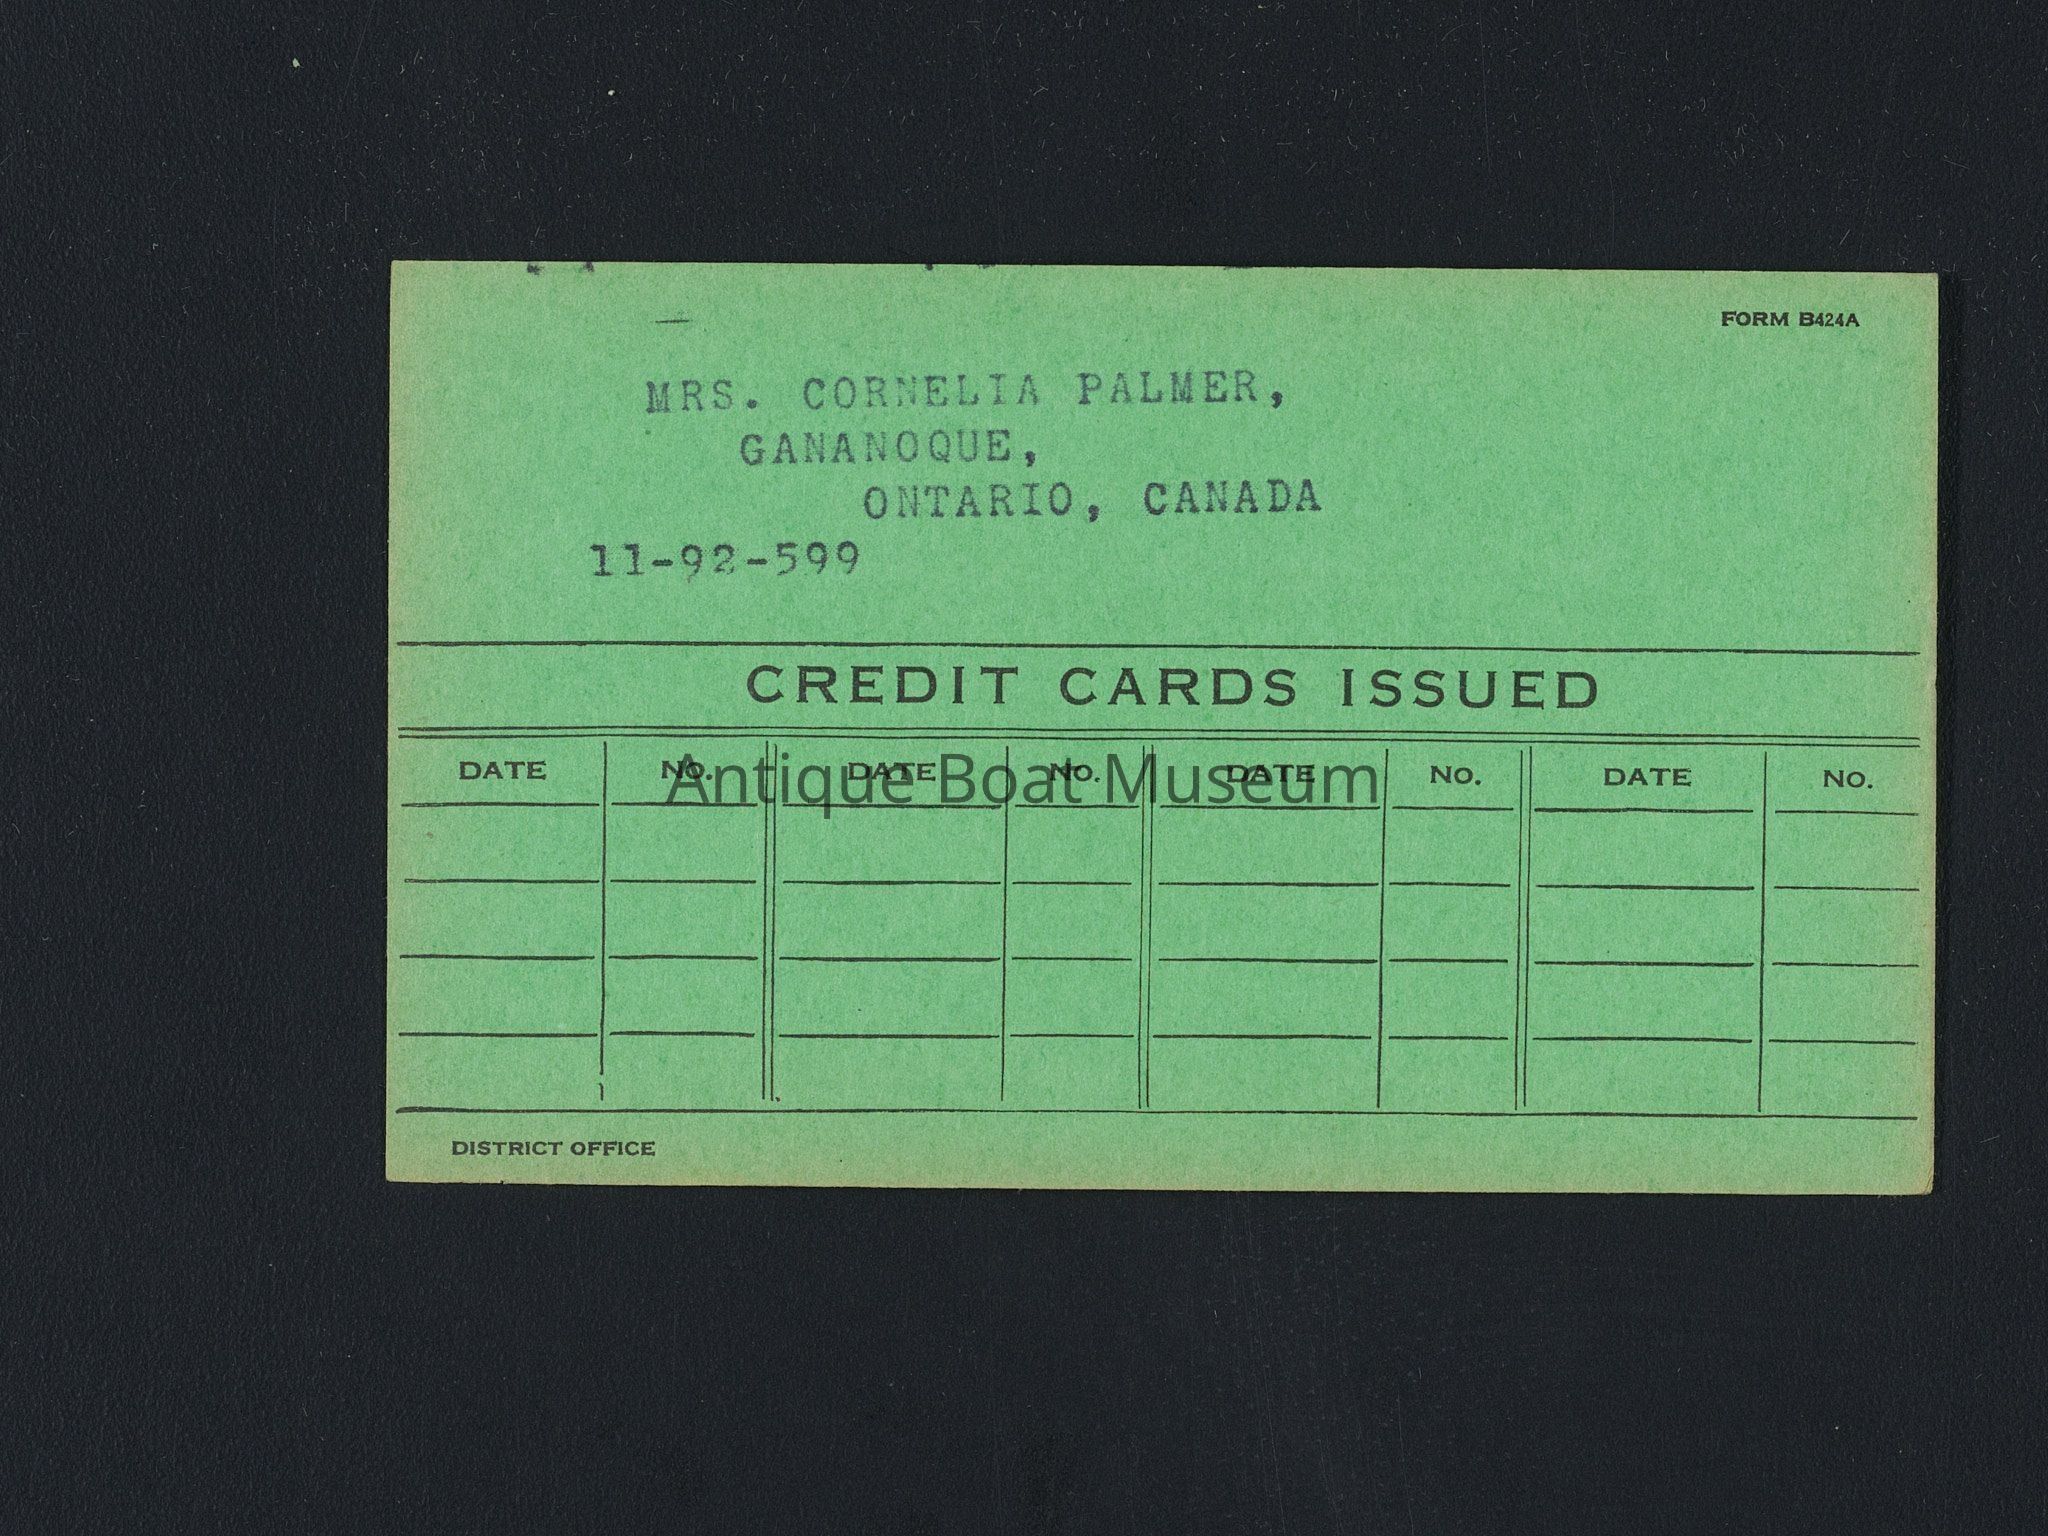 FORM B424A
MRS. CORNELIA PALMER,
GANANOQUE,
ONTARIO, CANADA
11-92-599
CREDIT CARDS ISSUED
DATE NO. DATE NO. DATE NO. DATE NO.
Antique Boat Museum
DISTRICT OFFICE